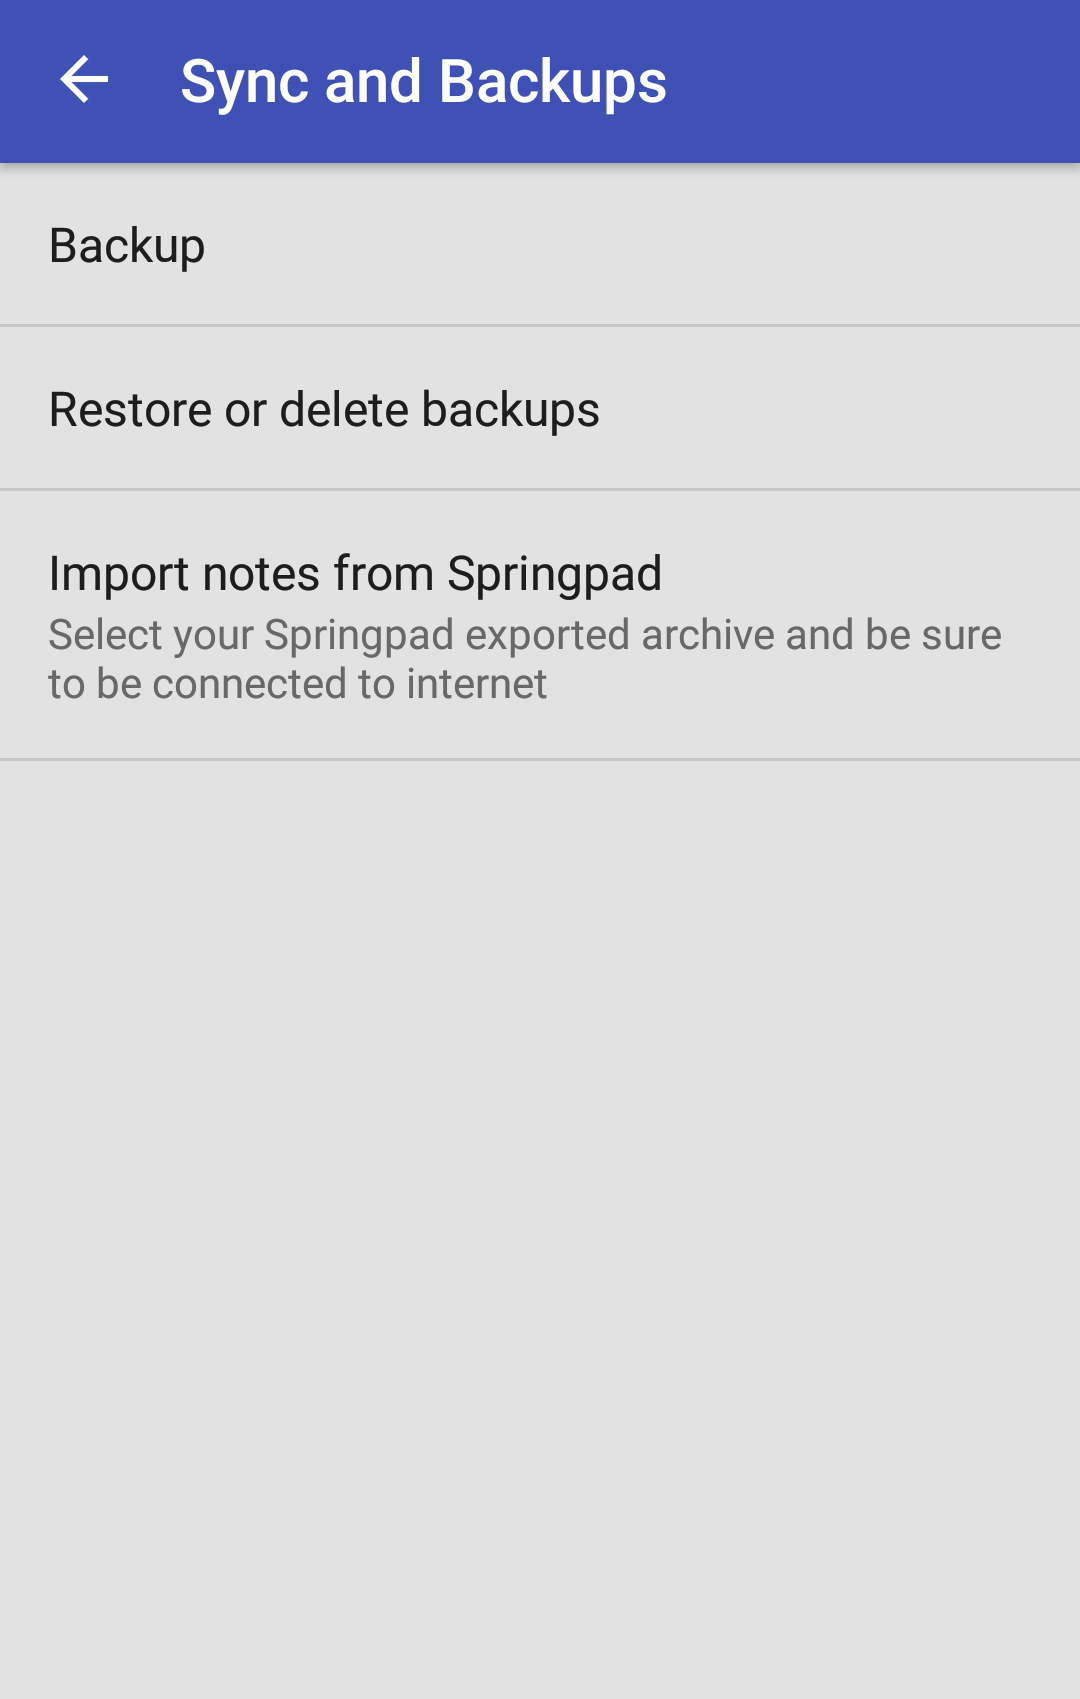 Sync and Backups
Backup
Restore or delete backups
Import notes from Springpad
Select your Springpad exported archive and be sure
to be connected to internet